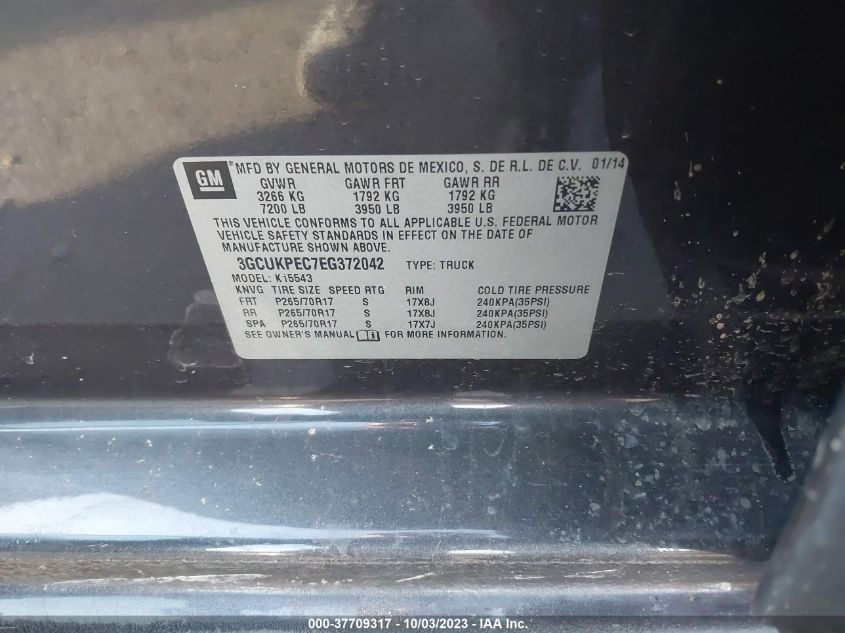 GM ® MFD BY GENERAL MOTORS DE MEXICO, S. DE R.L. DE C.V. 01/14
GVWR GAWR FRT GAWR RR
3266 KG 1792 KG 1792 KG
7200 LB 3950 LB 3950 LB
THIS VEHICLE CONFORMS TO ALL APPLICABLE U.S. FEDERAL MOTOR
VEHICLE SAFETY STANDARDS IN EFFECT ON THE DATE OF
MANUFACTURE SHOWN ABOVE.
3GCUKPEC7EG372042 TYPE: TRUCK
MODEL: K15543
KNVG TIRE SIZE SPEED RTG RIM COLD TIRE PRESSURE
FRT P265/70R17 S 17X8J 240KPA(35PSI)
RR P265/70R17 S 17X8J 240KPA(35PSI)
SPA P265/70R17 S 17X7J 240KPA(35PSI)
SEE OWNER'S MANUAL FOR MORE INFORMATION.
000-37709317 - 10/03/2023 - IAA Inc.